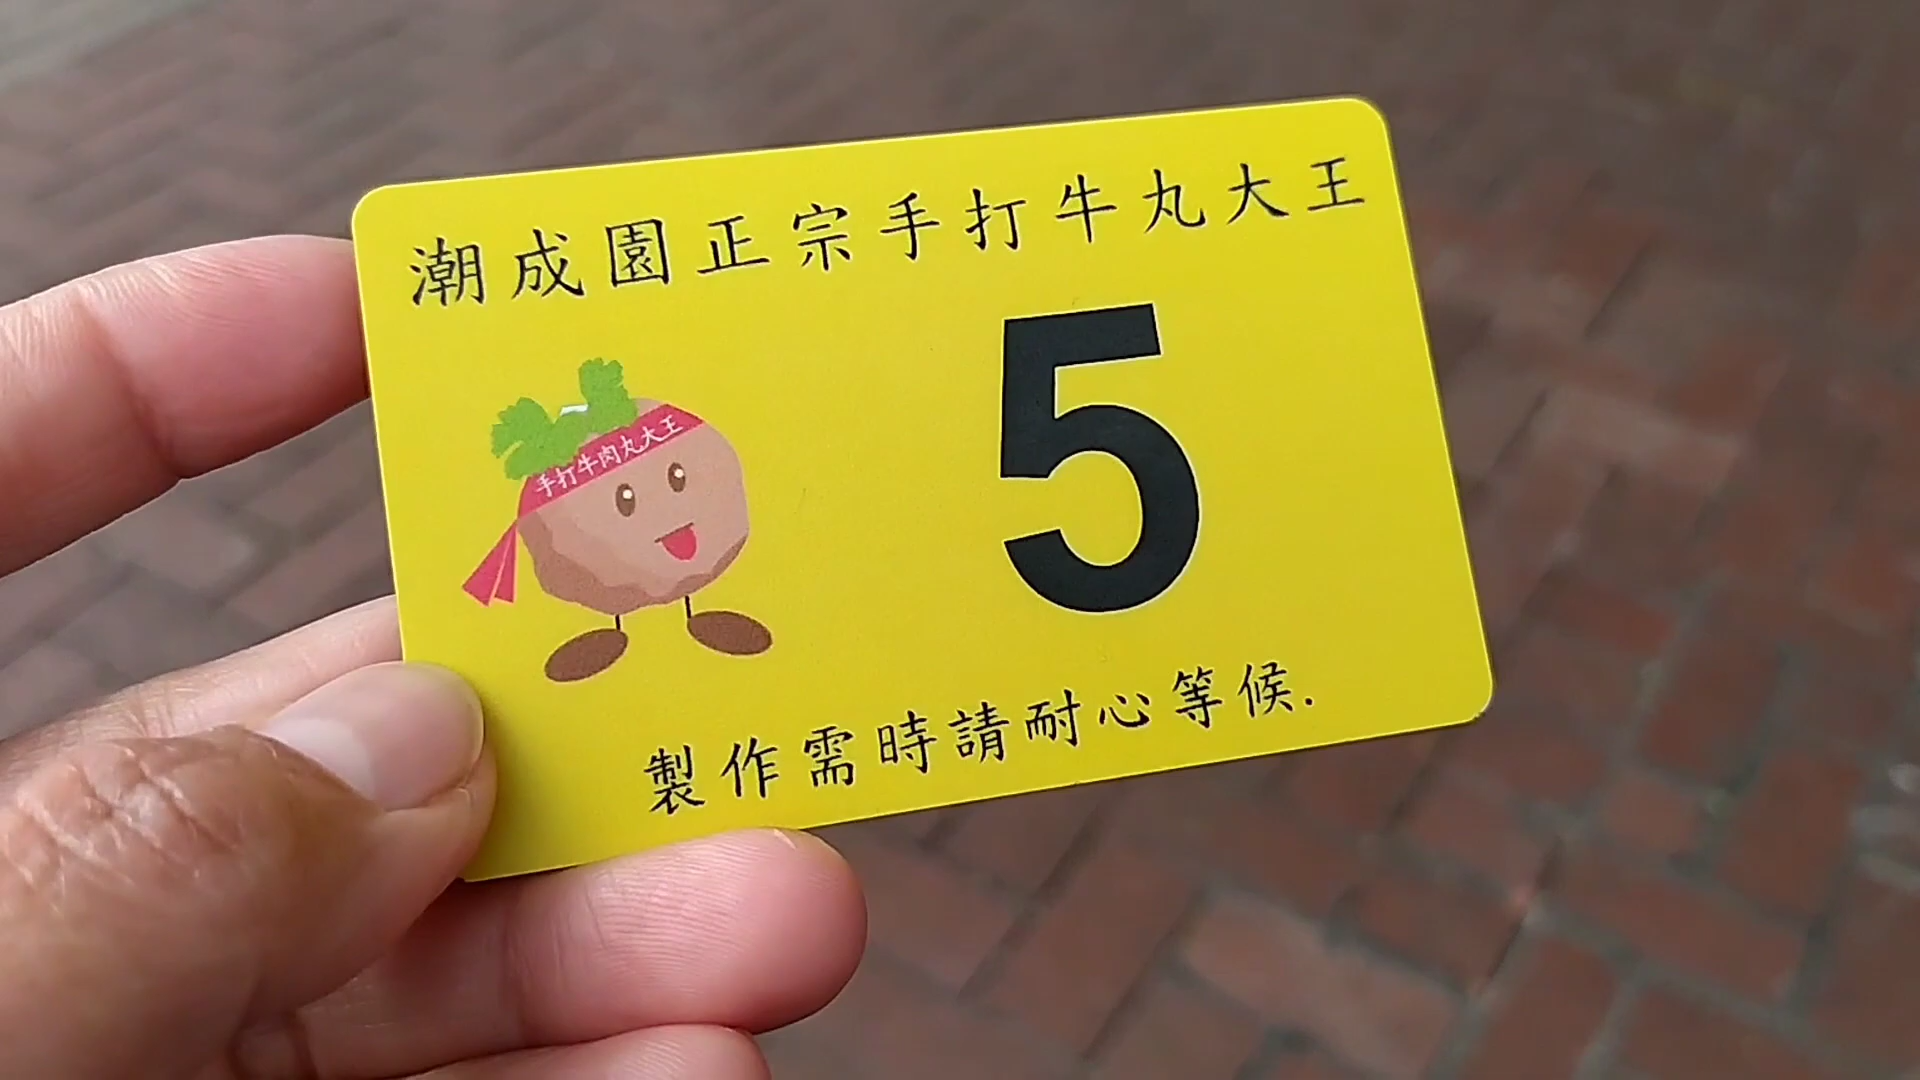 潮成園正宗手打牛丸大王
5
手打牛肉丸大王
製作需時請耐心等候.